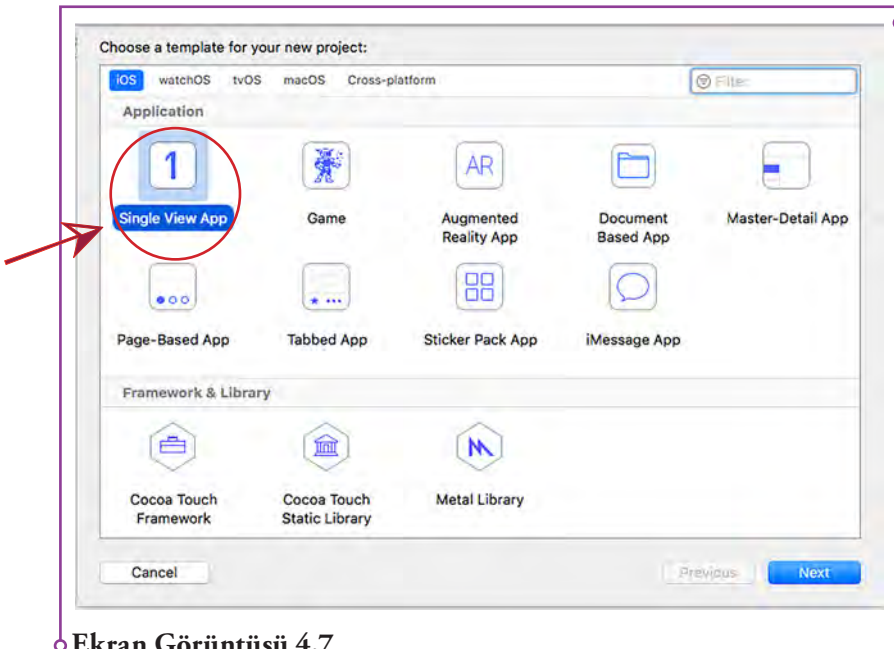 Choose a template for your new project:
iOS watchOS tvOS macOS Cross-platform Filter
Application
1 AR
Single View App Game Augmented Reality App Document Based App Master-Detail App
Page-Based App Tabbed App Sticker Pack App iMessage App
Framework & Library
Cocoa Touch Framework Cocoa Touch Static Library Metal Library
Cancel Previous Next
Ekran Görüntüsü 4.7